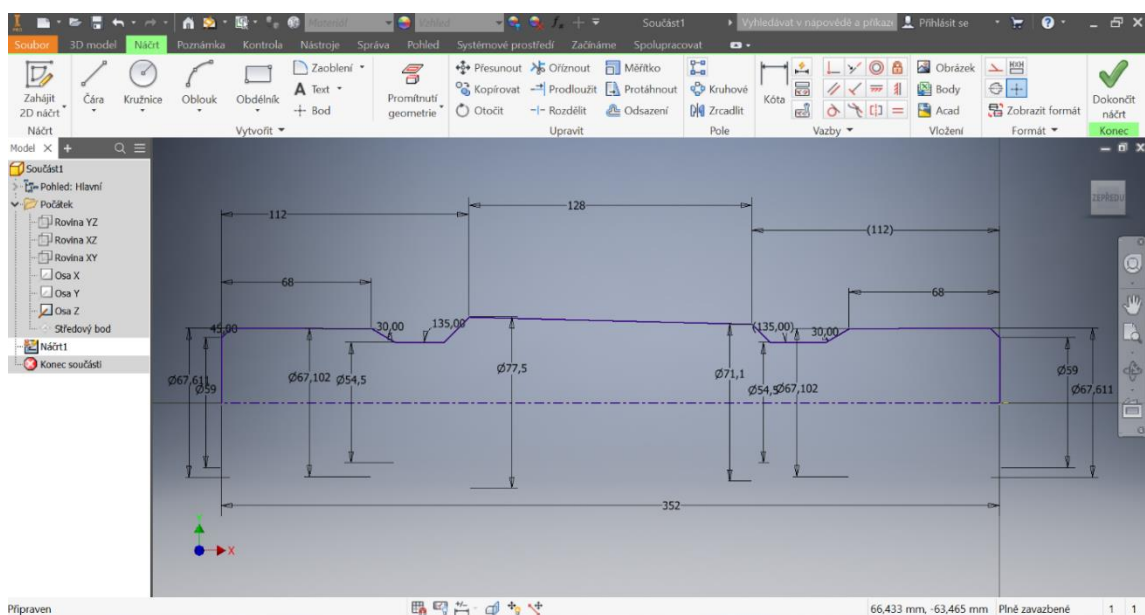 PRO Materiál Vzhled fx Součást1 Vyhledávat v nápovědě a příkaz Přihlásit se
Soubor 3D model Náčrt Poznámka Kontrola Nástroje Správa Pohled Systémové prostředí Začínáme Spolupracovat
Zaoblení Přesunout Oříznout Měřítko Obrázek
Text Kopírovat Prodloužit Protáhnout Kruhové Body
Bod Otočit Rozdělit Odsazení Zrcadlit Acad Zobrazit formát
Zahájit 2D náčrt Čára Kružnice Oblouk Obdélník Promítnutí geometrie Kóta Dokončit náčrt
Náčrt Vytvořit Upravit Pole Vazby Vložení Formát Konec
Model
Součást1
Pohled: Hlavní
Počátek
Rovina YZ
Rovina XZ
Rovina XY
Osa X
Osa Y
Osa Z
Středový bod
Náčrt1
Konec součásti
ZEPŘEDU
128
112
(112)
68 68
45,00 30,00 135,00 (135,00) 30,00
Ø67,611 Ø59 Ø67,102 Ø54,5 Ø77,5 Ø71,1 Ø54,5 Ø67,102 Ø59 Ø67,611
352
Y
X
Připraven 66,433 mm, -63,465 mm Plně zavazbené 1 1